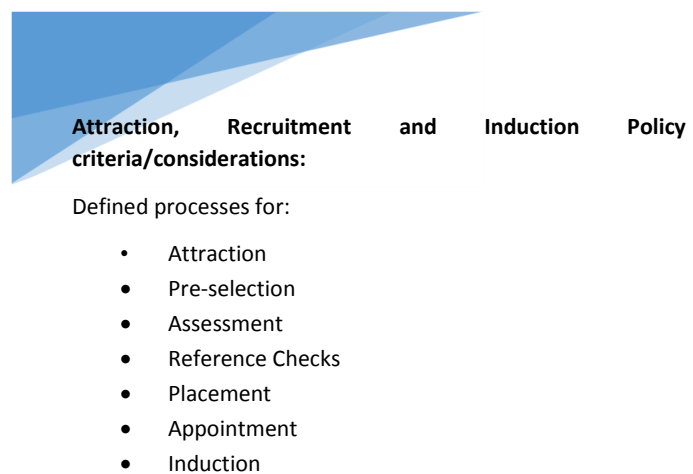 Attraction, Recruitment and Induction Policy
criteria/considerations:
Defined processes for:
• Attraction
• Pre-selection
• Assessment
• Reference Checks
• Placement
• Appointment
• Induction